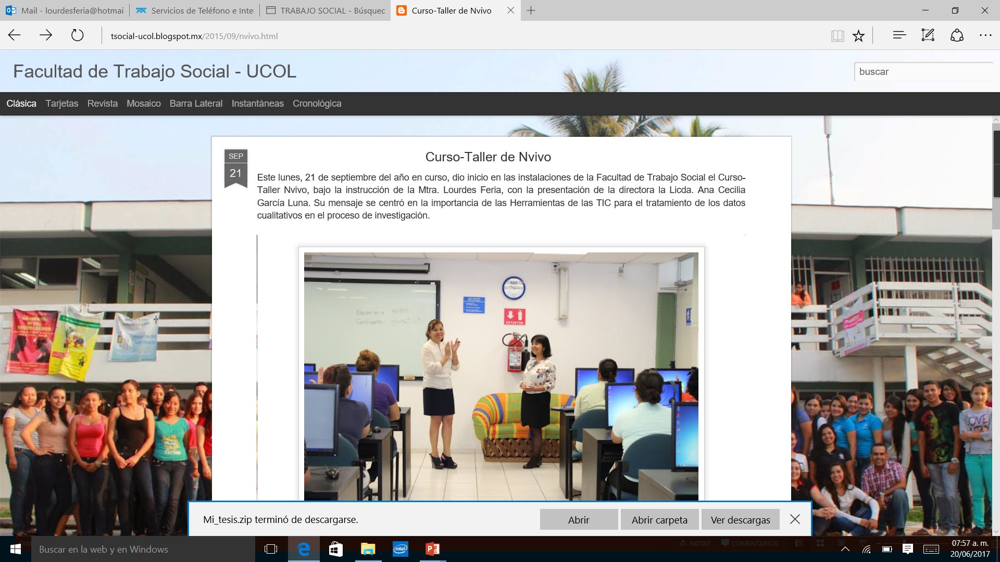 Mail - lourdesferia@hotmai
Servicios de Teléfono e Inte
TRABAJO SOCIAL - Búsquec
Curso-Taller de Nvivo
tsocial-ucol.blogspot.mx/2015/09/nvivo.html
Facultad de Trabajo Social - UCOL
buscar
Clásica Tarjetas Revista Mosaico Barra Lateral Instantáneas Cronológica
SEP
21
Curso-Taller de Nvivo
Este lunes, 21 de septiembre del año en curso, dio inicio en las instalaciones de la Facultad de Trabajo Social el Curso-
Taller Nvivo, bajo la instrucción de la Mtra. Lourdes Feria, con la presentación de la directora la Licda. Ana Cecilia
García Luna. Su mensaje se centró en la importancia de las Herramientas de las TIC para el tratamiento de los datos
cualitativos en el proceso de investigación.
EXTINTOR
LOVE
Mi_tesis.zip terminó de descargarse.
Abrir
Abrir carpeta
Ver descargas
Buscar en la web y en Windows
intel
NOTAS
COMENTARIOS
07:57 a. m.
20/06/2017